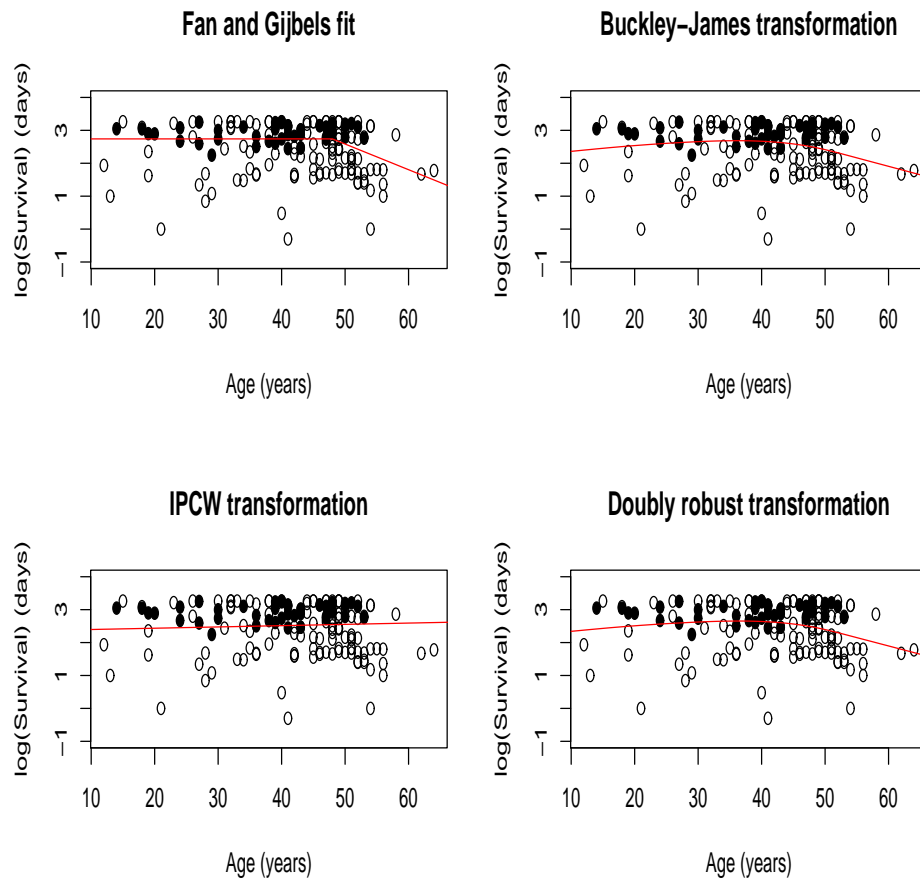 Fan and Gijbels fit
log(Survival) (days)
3
1
−1
10 20 30 40 50 60
Age (years)
Buckley−James transformation
log(Survival) (days)
3
1
−1
10 20 30 40 50 60
Age (years)
IPCW transformation
log(Survival) (days)
3
1
−1
10 20 30 40 50 60
Age (years)
Doubly robust transformation
log(Survival) (days)
3
1
−1
10 20 30 40 50 60
Age (years)